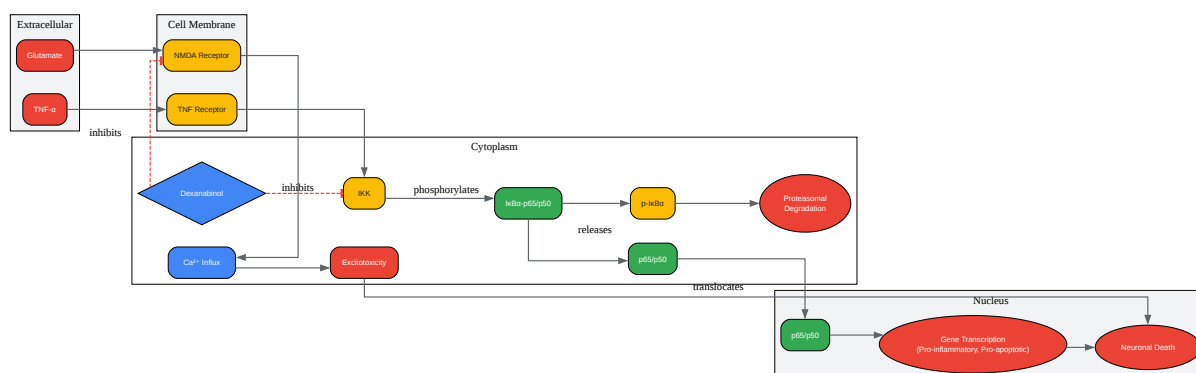 Extracellular
Cell Membrane
Glutamate
NMDA Receptor
TNF-α
TNF Receptor
inhibits
Cytoplasm
Dexanabinol
inhibits
IKK
phosphorylates
IκBα-p65/p50
p-IκBα
Proteasomal
Degradation
releases
Ca²⁺ Influx
Excitotoxicity
p65/p50
translocates
Nucleus
p65/p50
Gene Transcription
(Pro-inflammatory, Pro-apoptotic)
Neuronal Death